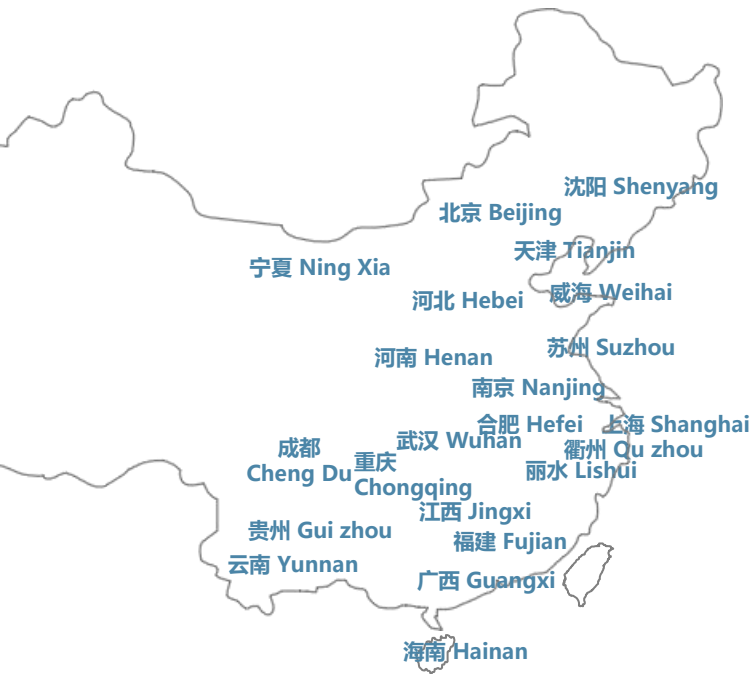 沈阳 Shenyang
北京 Beijing
天津 Tianjin
宁夏 Ning Xia
威海 Weihai
河北 Hebei
苏州 Suzhou
河南 Henan
南京 Nanjing
合肥 Hefei
上海 Shanghai
武汉 Wuhan
衢州 Qu zhou
成都
Cheng Du
重庆
Chongqing
丽水 Lishui
江西 Jingxi
贵州 Gui zhou
福建 Fujian
云南 Yunnan
广西 Guangxi
海南 Hainan